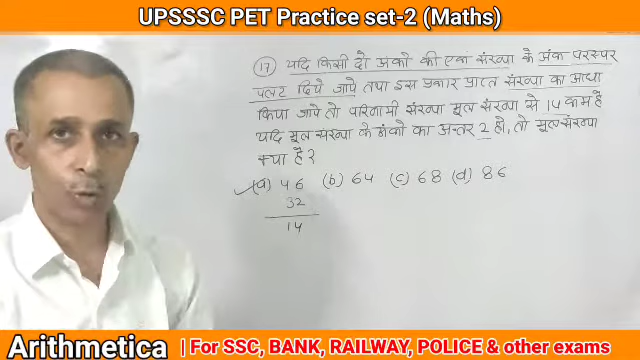 UPSSSC PET Practice set-2 (Maths)
(17) यदि किसी दो अंको की एक संख्या के अंक परस्पर
पलट दिये जाये तथा इस प्रकार प्राप्त संख्या का आधा
किया जाये तो परिनामी संख्या मूल संख्या से 14 कम है
यदि मूल संख्या के अंको का अन्तर 2 हो, तो मूल संख्या
क्या है?
(a) 46 (b) 64 (c) 68 (d) 86
32
14
Arithmetica | For SSC, BANK, RAILWAY, POLICE & other exams